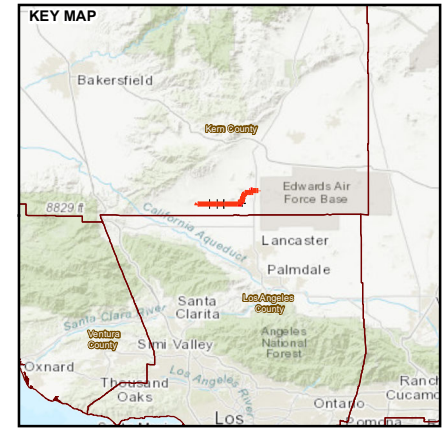 KEY MAP
Bakersfield
Kern County
Edwards Air
Force Base
8829 ft
California Aqueduct
Lancaster
Palmdale
Santa
Clarita
Los Angeles
County
Santa Clara River
Ventura
County
Simi Valley
Angeles
National
Forest
Oxnard
Thousand
Oaks
Los Angeles River
Ranch
Cucamo
Ontario
Pomona
Los